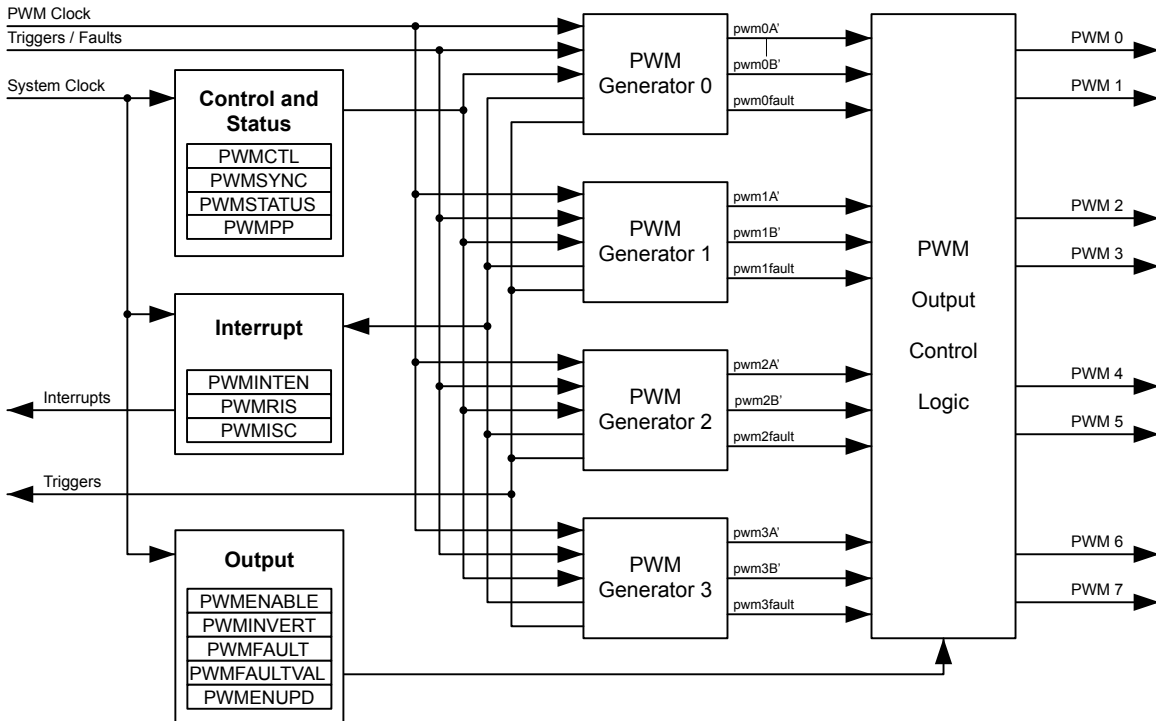 PWM Clock
Triggers / Faults
System Clock
Control and
Status
PWMCTL
PWMSYNC
PWMSTATUS
PWMPP
Interrupt
PWMINTEN
PWMRIS
PWMISC
Interrupts
Triggers
Output
PWMENABLE
PWMINVERT
PWMFAULT
PWMFAULTVAL
PWMENUPD
PWM
Generator 0
pwm0A'
pwm0B'
pwm0fault
PWM
Generator 1
pwm1A'
pwm1B'
pwm1fault
PWM
Generator 2
pwm2A'
pwm2B'
pwm2fault
PWM
Generator 3
pwm3A'
pwm3B'
pwm3fault
PWM
Output
Control
Logic
PWM 0
PWM 1
PWM 2
PWM 3
PWM 4
PWM 5
PWM 6
PWM 7